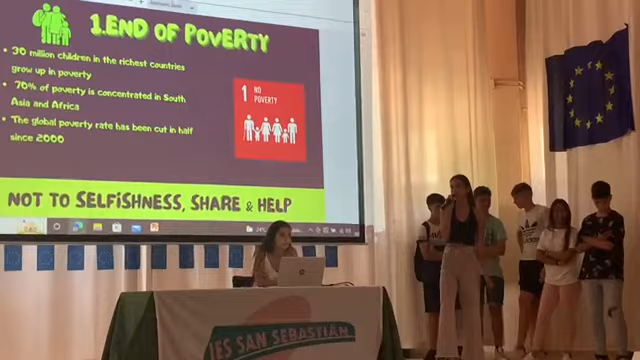 1.END OF POVERTY
• 30 million children in the richest countries
grow up in poverty
• 70% of poverty is concentrated in South
Asia and Africa
• The global poverty rate has been cut in half
since 2000
1 NO
POVERTY
NOT TO SELFISHNESS, SHARE & HELP
IES SAN SEBASTIÁN